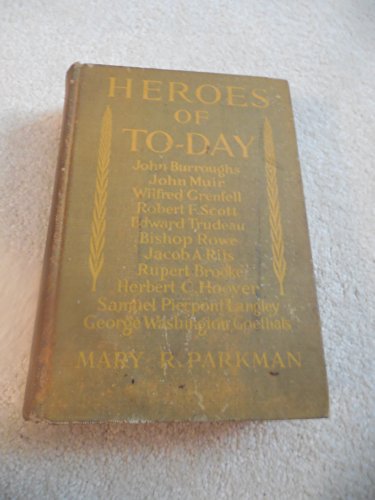 HEROES
OF
TO-DAY
John Burroughs
John Muir
Wilfred Grenfell
Robert F. Scott
Edward Trudeau
Bishop Rowe
Jacob A. Riis
Rupert Brooke
Herbert C. Hoover
Samuel Pierpont Langley
George Washington Goethals
MARY R. PARKMAN